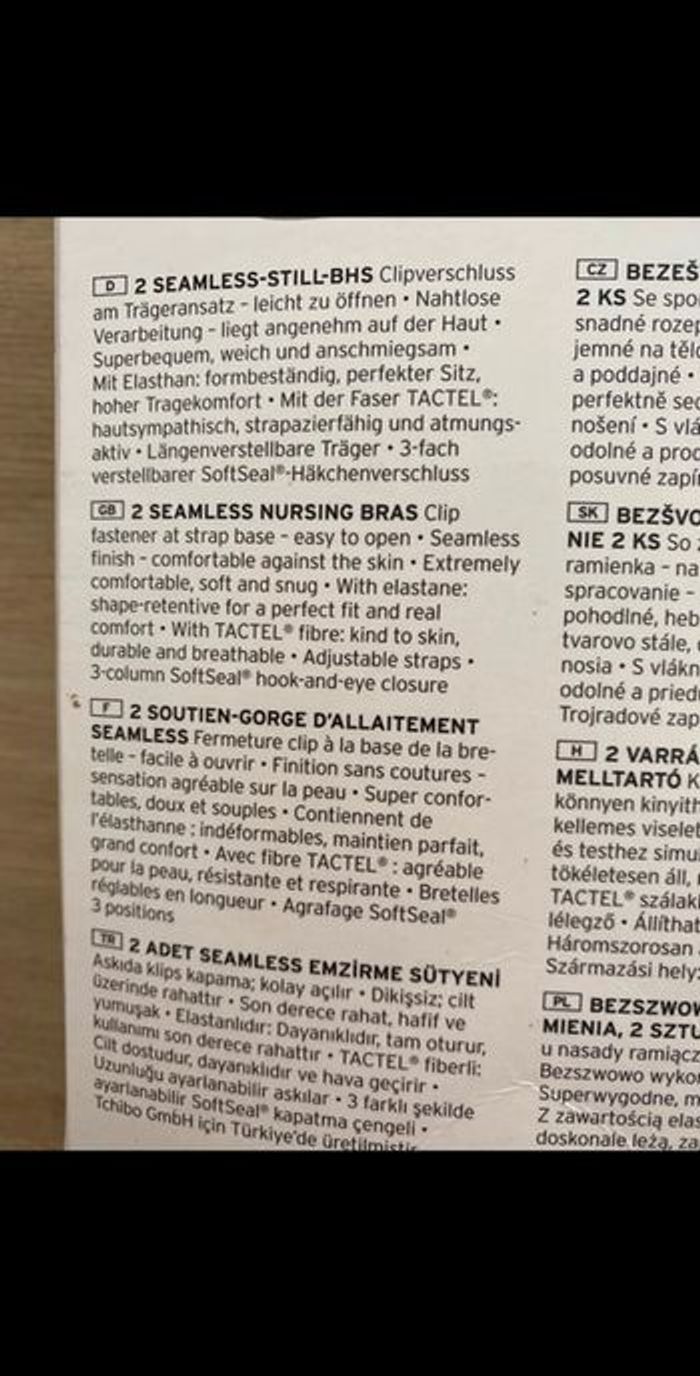 D 2 SEAMLESS-STILL-BHS Clipverschluss
am Trägeransatz – leicht zu öffnen • Nahtlose
Verarbeitung – liegt angenehm auf der Haut •
Superbequem, weich und anschmiegsam •
Mit Elasthan: formbeständig, perfekter Sitz,
hoher Tragekomfort • Mit der Faser TACTEL®:
hautsympathisch, strapazierfähig und atmungs-
aktiv • Längenverstellbare Träger • 3-fach
verstellbarer SoftSeal®-Häkchenverschluss
GB 2 SEAMLESS NURSING BRAS Clip
fastener at strap base – easy to open • Seamless
finish – comfortable against the skin • Extremely
comfortable, soft and snug • With elastane:
shape-retentive for a perfect fit and real
comfort • With TACTEL® fibre: kind to skin,
durable and breathable • Adjustable straps •
3-column SoftSeal® hook-and-eye closure
F 2 SOUTIEN-GORGE D'ALLAITEMENT
SEAMLESS Fermeture clip à la base de la bre-
telle – facile à ouvrir • Finition sans coutures –
sensation agréable sur la peau • Super confor-
tables, doux et souples • Contiennent de
l'élasthanne : indéformables, maintien parfait,
grand confort • Avec fibre TACTEL® : agréable
pour la peau, résistante et respirante • Bretelles
réglables en longueur • Agrafage SoftSeal®
3 positions
TR 2 ADET SEAMLESS EMZİRME SÜTYENİ
Askıda klips kapama; kolay açılır • Dikişsiz; cilt
üzerinde rahattır • Son derece rahat, hafif ve
yumuşak • Elastanlıdır: Dayanıklıdır, tam oturur,
kullanımı son derece rahattır • TACTEL® fiberli:
Cilt dostudur, dayanıklıdır ve hava geçirir •
Uzunluğu ayarlanabilir askılar • 3 farklı şekilde
ayarlanabilir SoftSeal® kapatma çengeli •
Tchibo GmbH için Türkiye'de üretilmiştir
CZ BEZEŠ
2 KS Se spo
snadné rozep
jemné na tělo
a poddajné •
perfektně sed
nošení • S vlá
odolné a prod
posuvné zapí
SK BEZŠVO
NIE 2 KS So
ramienka – na
spracovanie –
pohodlné, heb
tvarovo stále,
nosia • S vlákn
odolné a priedu
Trojradové zap
H 2 VARRÁ
MELLTARTÓ K
könnyen kinyith
kellemes viselet
és testhez simu
tökéletesen áll,
TACTEL® szálakk
lélegző • Állíthat
Háromszorosan
Származási hely:
PL BEZSZWOW
MIENIA, 2 SZTU
u nasady ramiącz
Bezszwowo wykon
Superwygodne, m
Z zawartością elas
doskonale leżą, za